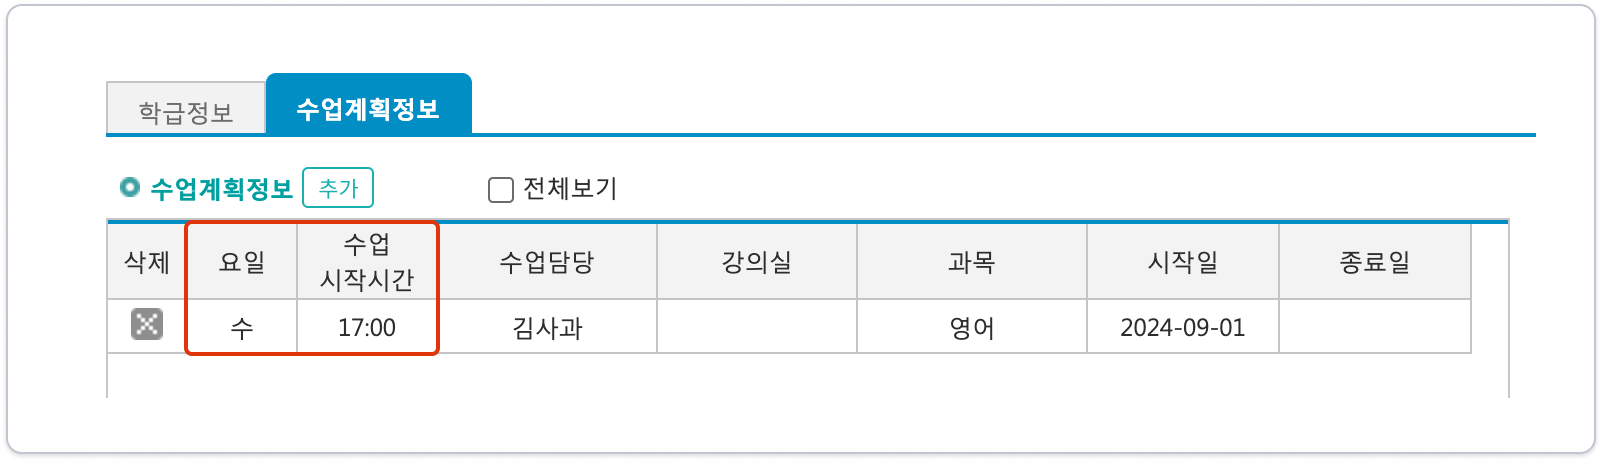 학급정보 수업계획정보
수업계획정보 추가 전체보기
삭제 요일 수업 시작시간 수업담당 강의실 과목 시작일 종료일
수 17:00 김사과 영어 2024-09-01